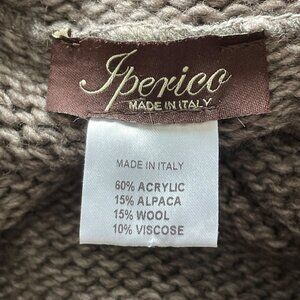 Iperico
MADE IN ITALY
MADE IN ITALY
60% ACRYLIC
15% ALPACA
15% WOOL
10% VISCOSE